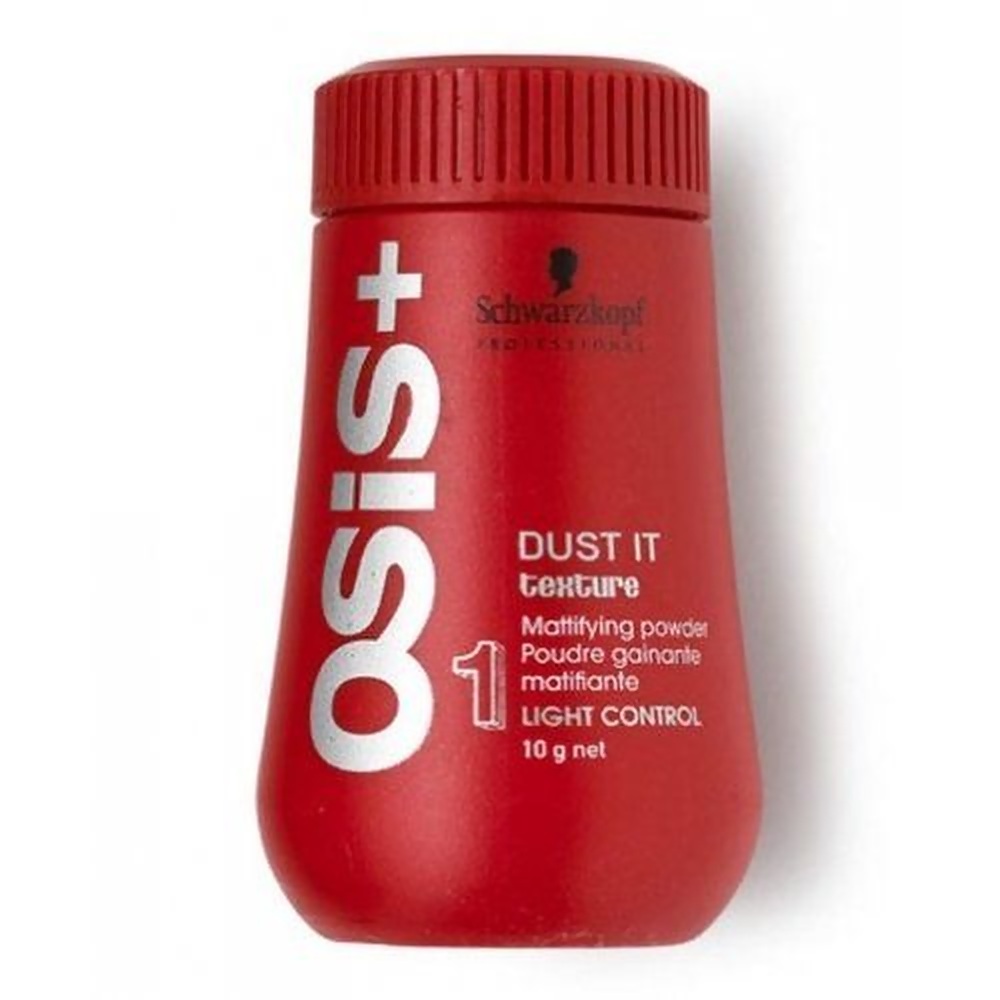 OSiS+
Schwarzkopf
PROFESSIONAL
DUST IT
texture
1
Mattifying powder
Poudre gainante
matifiante
LIGHT CONTROL
10 g net